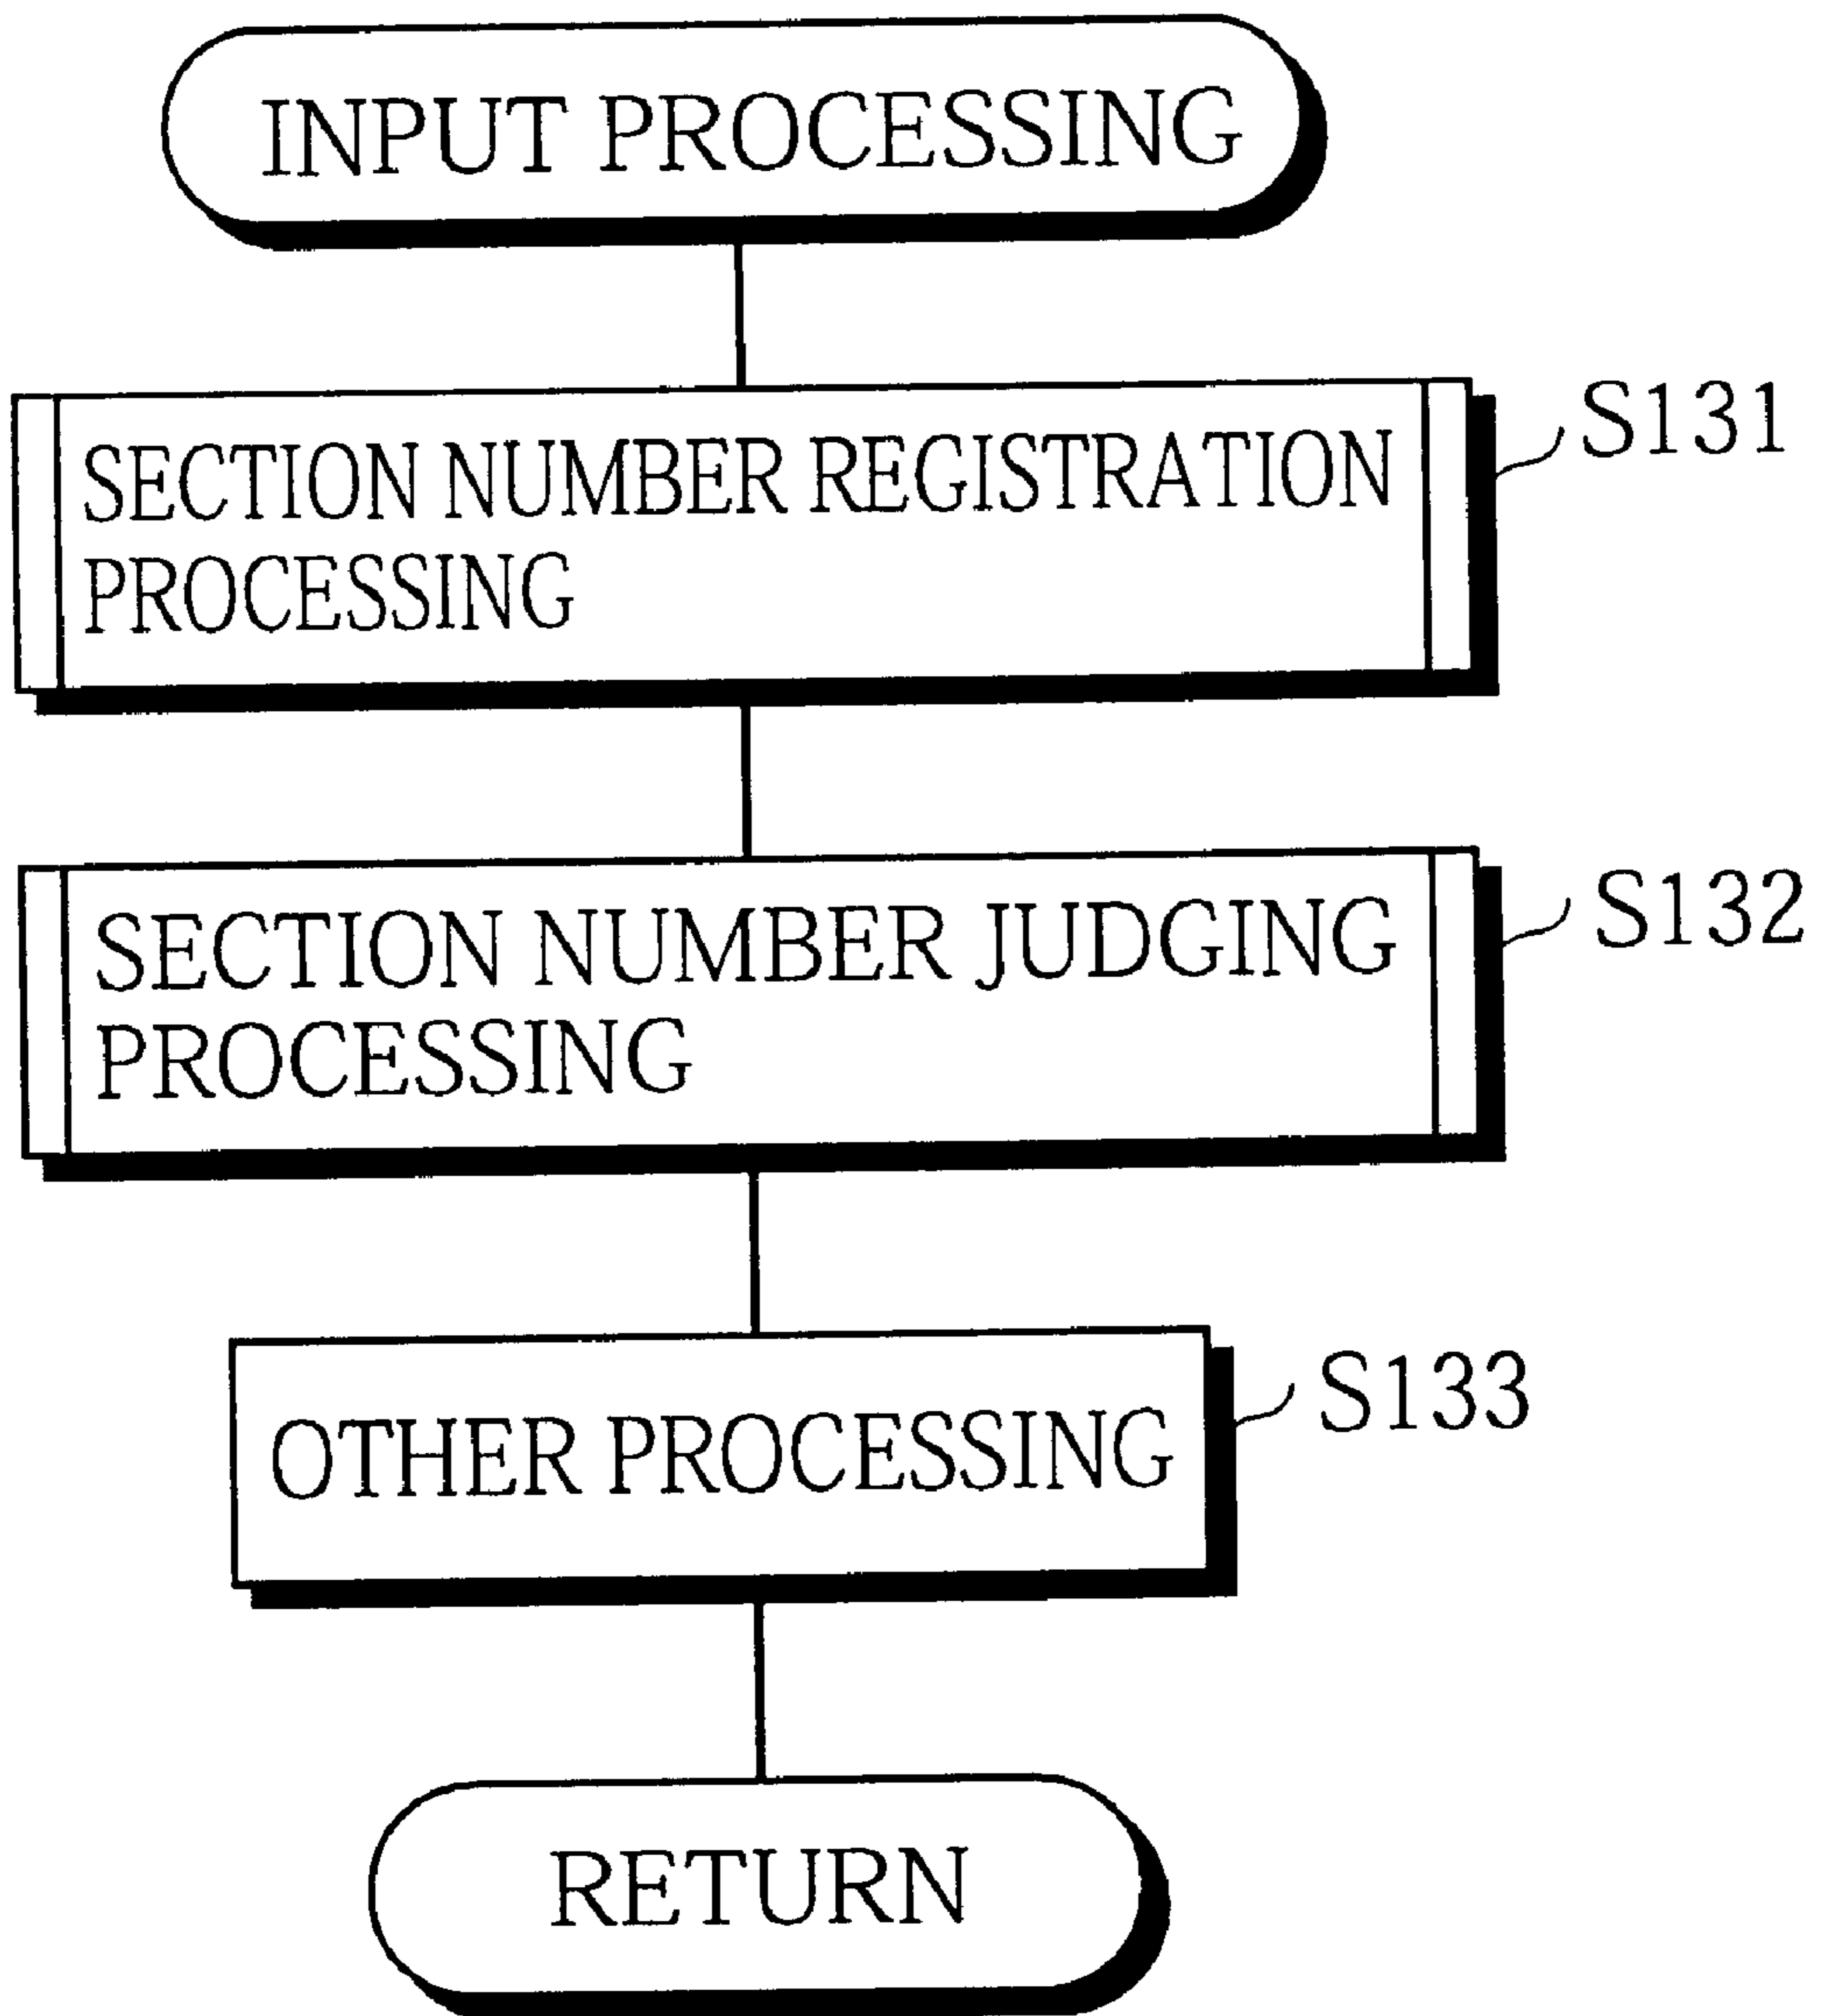 INPUT PROCESSING
SECTION NUMBER REGISTRATION
PROCESSING
S131
SECTION NUMBER JUDGING
PROCESSING
S132
OTHER PROCESSING
S133
RETURN